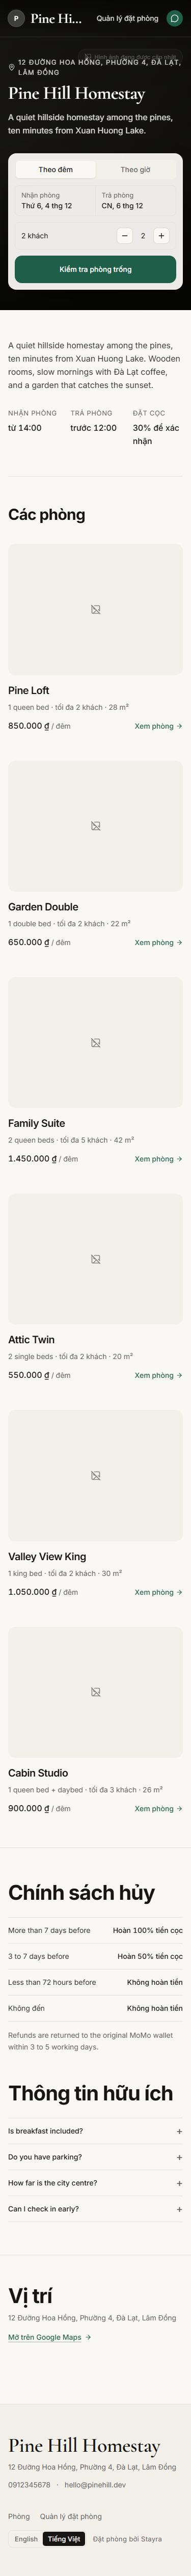 P
Pine Hi...
Quản lý đặt phòng
Hình ảnh đang được cập nhật
12 ĐƯỜNG HOA HỒNG, PHƯỜNG 4, ĐÀ LẠT,
LÂM ĐỒNG
Pine Hill Homestay
A quiet hillside homestay among the pines,
ten minutes from Xuan Huong Lake.
Theo đêm
Theo giờ
Nhận phòng
Thứ 6, 4 thg 12
Trả phòng
CN, 6 thg 12
2 khách
− 2 +
Kiểm tra phòng trống
A quiet hillside homestay among the pines,
ten minutes from Xuan Huong Lake. Wooden
rooms, slow mornings with Đà Lạt coffee,
and a garden that catches the sunset.
NHẬN PHÒNG
từ 14:00
TRẢ PHÒNG
trước 12:00
ĐẶT CỌC
30% để xác
nhận
Các phòng
Pine Loft
1 queen bed · tối đa 2 khách · 28 m²
850.000 ₫ / đêm
Xem phòng →
Garden Double
1 double bed · tối đa 2 khách · 22 m²
650.000 ₫ / đêm
Xem phòng →
Family Suite
2 queen beds · tối đa 5 khách · 42 m²
1.450.000 ₫ / đêm
Xem phòng →
Attic Twin
2 single beds · tối đa 2 khách · 20 m²
550.000 ₫ / đêm
Xem phòng →
Valley View King
1 king bed · tối đa 2 khách · 30 m²
1.050.000 ₫ / đêm
Xem phòng →
Cabin Studio
1 queen bed + daybed · tối đa 3 khách · 26 m²
900.000 ₫ / đêm
Xem phòng →
Chính sách hủy
More than 7 days before
Hoàn 100% tiền cọc
3 to 7 days before
Hoàn 50% tiền cọc
Less than 72 hours before
Không hoàn tiền
Không đến
Không hoàn tiền
Refunds are returned to the original MoMo wallet
within 3 to 5 working days.
Thông tin hữu ích
Is breakfast included? +
Do you have parking? +
How far is the city centre? +
Can I check in early? +
Vị trí
12 Đường Hoa Hồng, Phường 4, Đà Lạt, Lâm Đồng
Mở trên Google Maps →
Pine Hill Homestay
12 Đường Hoa Hồng, Phường 4, Đà Lạt, Lâm Đồng
0912345678 · hello@pinehill.dev
Phòng
Quản lý đặt phòng
English
Tiếng Việt
Đặt phòng bởi Stayra